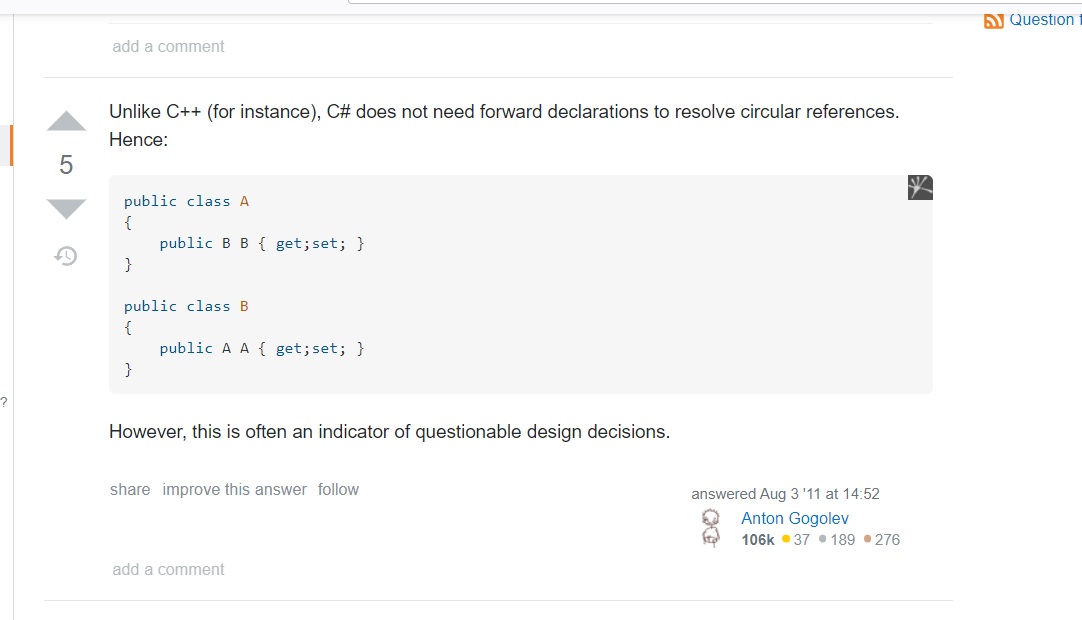 Question f
add a comment
Unlike C++ (for instance), C# does not need forward declarations to resolve circular references.
Hence:
5
public class A
{
    public B B { get;set; }
}
public class B
{
    public A A { get;set; }
}
?
However, this is often an indicator of questionable design decisions.
share improve this answer follow
answered Aug 3 '11 at 14:52
Anton Gogolev
106k 37 189 276
add a comment